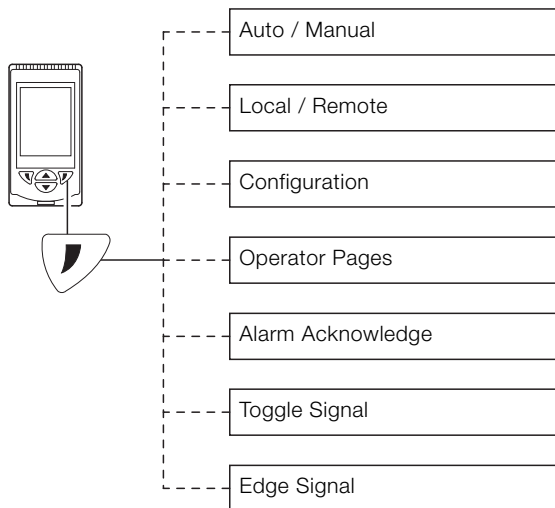 Auto / Manual
Local / Remote
Configuration
Operator Pages
Alarm Acknowledge
Toggle Signal
Edge Signal